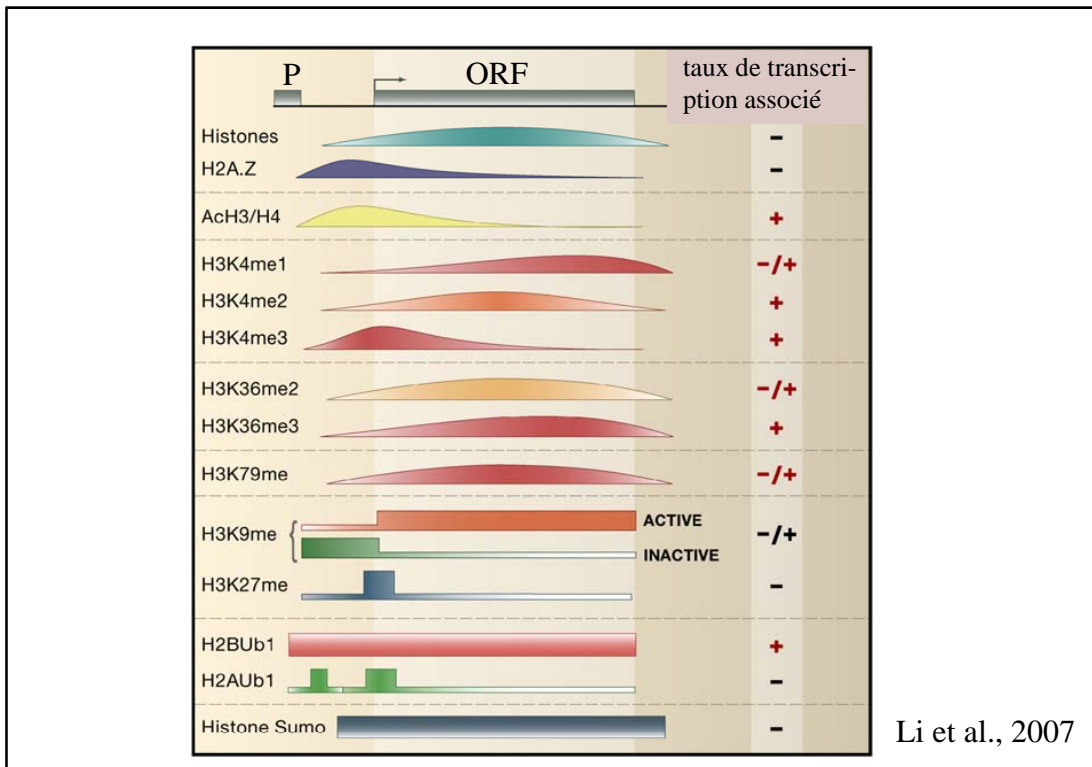 P
ORF
taux de transcri-
ption associé
Histones
–
H2A.Z
–
AcH3/H4
+
H3K4me1
–/+
H3K4me2
+
H3K4me3
+
H3K36me2
–/+
H3K36me3
+
H3K79me
–/+
ACTIVE
H3K9me
–/+
INACTIVE
H3K27me
–
H2BUb1
+
H2AUb1
–
Histone Sumo
–
Li et al., 2007